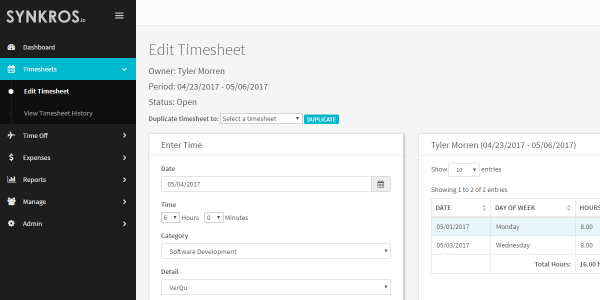 SYNKROS.io
Dashboard
Timesheets
Edit Timesheet
View Timesheet History
Time Off
Expenses
Reports
Manage
Admin
Edit Timesheet
Owner: Tyler Morren
Period: 04/23/2017 - 05/06/2017
Status: Open
Duplicate timesheet to: Select a timesheet DUPLICATE
Enter Time
Date
05/04/2017
Time
6 Hours 0 Minutes
Category
Software Development
Detail
VerQu
Tyler Morren (04/23/2017 - 05/06/2017)
Show 10 entries
Showing 1 to 2 of 2 entries
DATE DAY OF WEEK HOURS
05/01/2017 Monday 8.00
05/03/2017 Wednesday 8.00
Total Hours: 16.00 h